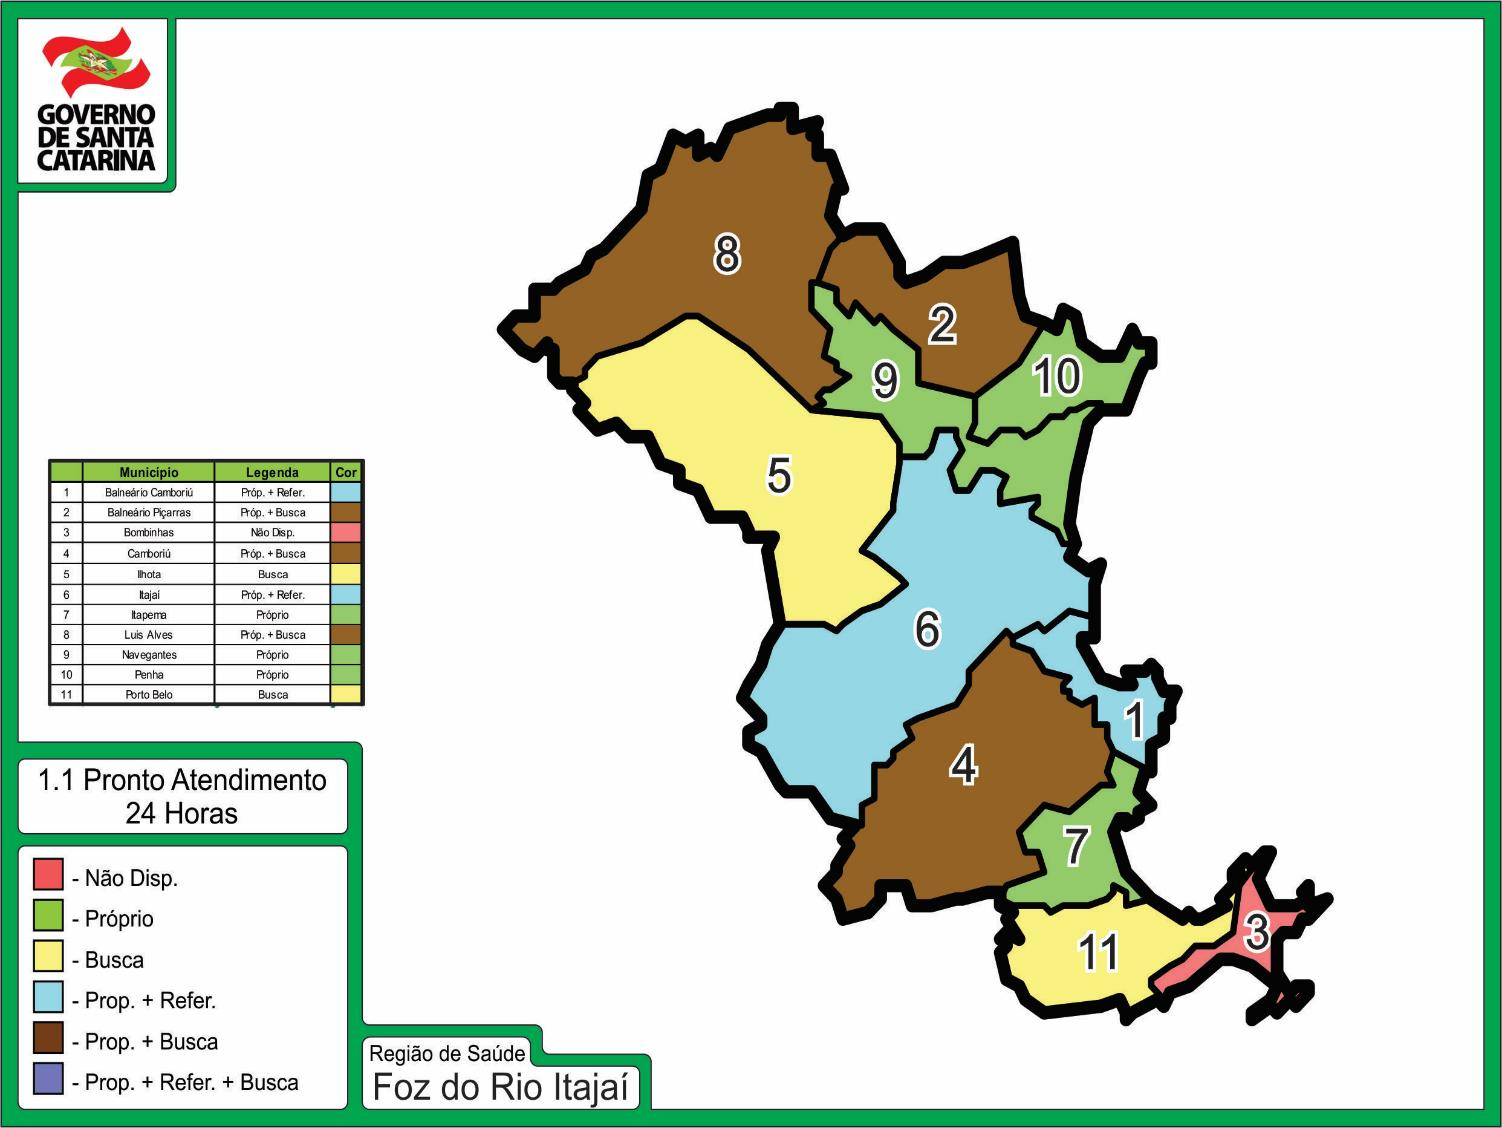 GOVERNO
DE SANTA
CATARINA
8
2
10
9
5
6
1
4
7
3
11
Município Legenda Cor
1 Balneário Camboriú Próp. + Refer.
2 Balneário Piçarras Próp. + Busca
3 Bombinhas Não Disp.
4 Camboriú Próp. + Busca
5 Ilhota Busca
6 Itajaí Próp. + Refer.
7 Itapema Próprio
8 Luis Alves Próp. + Busca
9 Navegantes Próprio
10 Penha Próprio
11 Porto Belo Busca
1.1 Pronto Atendimento
24 Horas
- Não Disp.
- Próprio
- Busca
- Prop. + Refer.
- Prop. + Busca
- Prop. + Refer. + Busca
Região de Saúde
Foz do Rio Itajaí